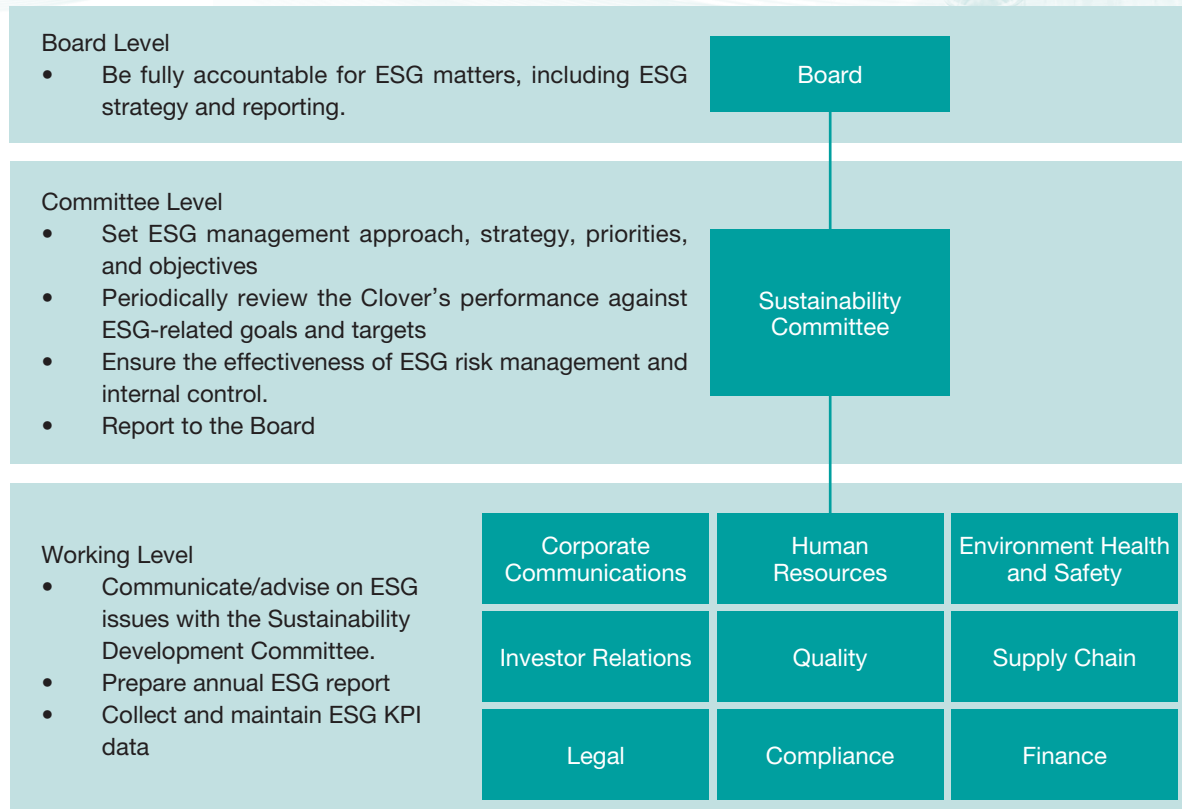 Board Level
• Be fully accountable for ESG matters, including ESG
strategy and reporting.
Board
Committee Level
• Set ESG management approach, strategy, priorities,
and objectives
• Periodically review the Clover’s performance against
ESG-related goals and targets
• Ensure the effectiveness of ESG risk management and
internal control.
• Report to the Board
Sustainability
Committee
Working Level
• Communicate/advise on ESG
issues with the Sustainability
Development Committee.
• Prepare annual ESG report
• Collect and maintain ESG KPI
data
Corporate
Communications
Human
Resources
Environment Health
and Safety
Investor Relations
Quality
Supply Chain
Legal
Compliance
Finance